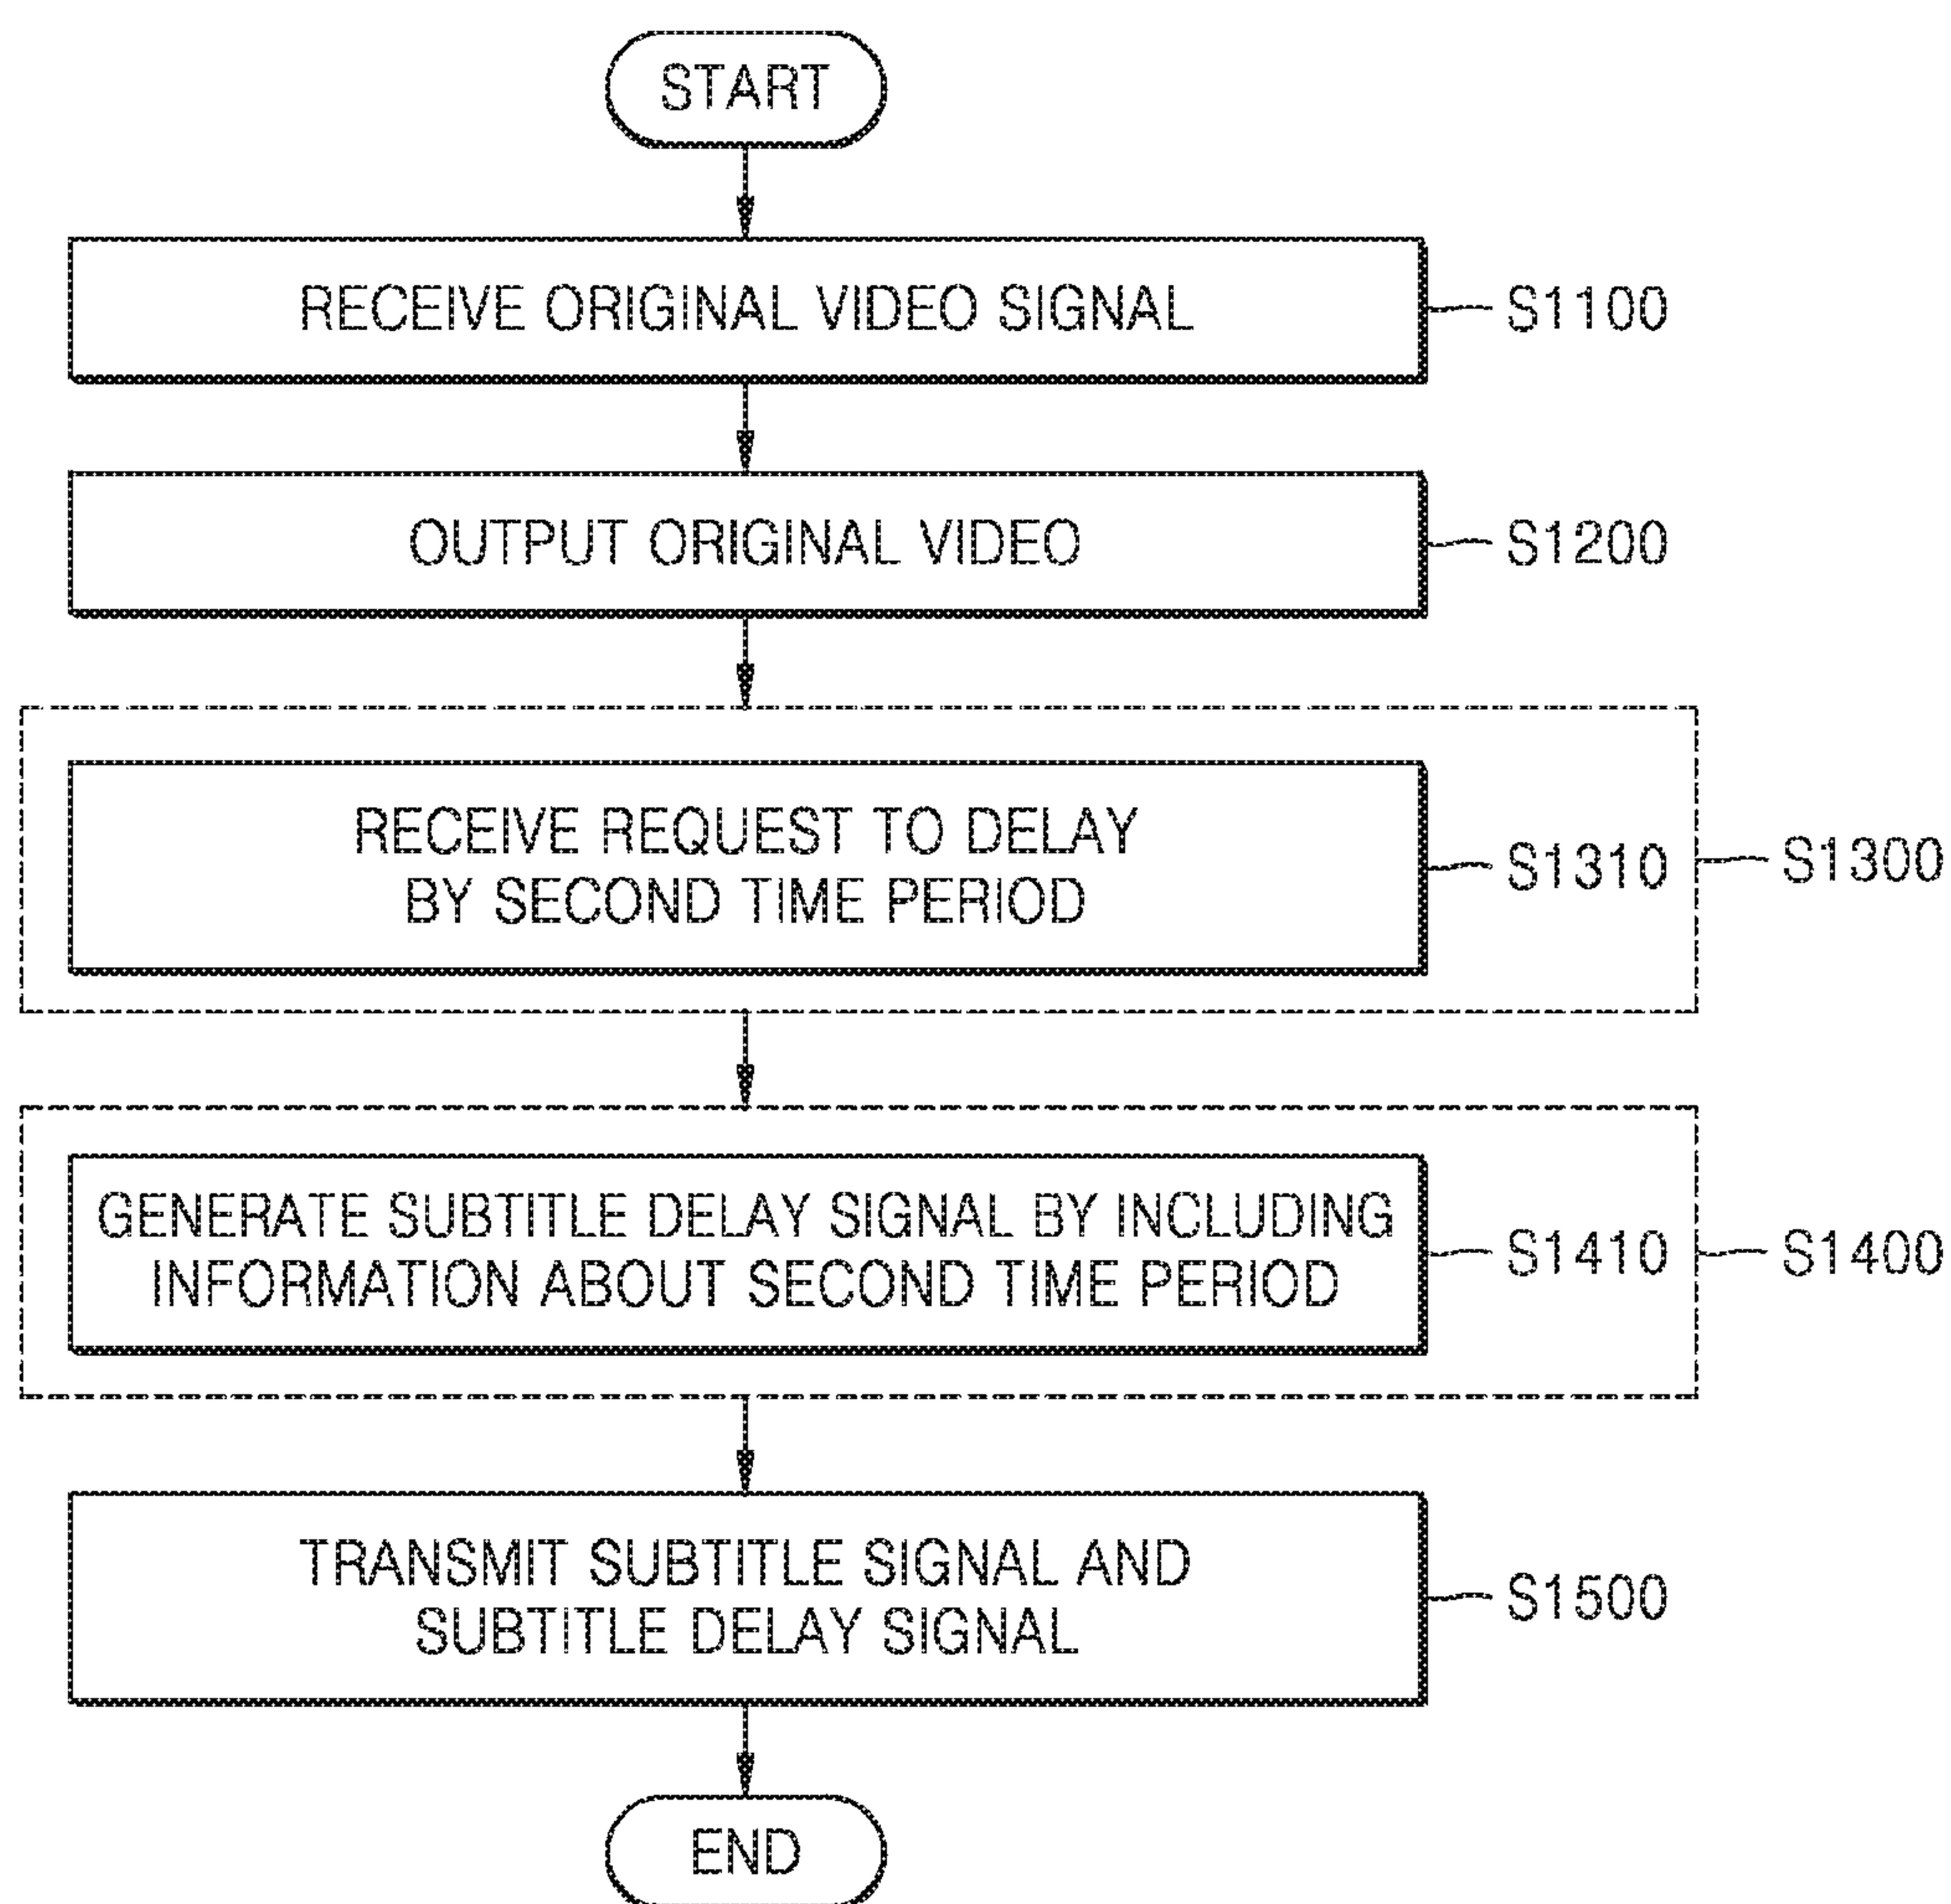 START
RECEIVE ORIGINAL VIDEO SIGNAL
S1100
OUTPUT ORIGINAL VIDEO
S1200
RECEIVE REQUEST TO DELAY
BY SECOND TIME PERIOD
S1310
S1300
GENERATE SUBTITLE DELAY SIGNAL BY INCLUDING
INFORMATION ABOUT SECOND TIME PERIOD
S1410
S1400
TRANSMIT SUBTITLE SIGNAL AND
SUBTITLE DELAY SIGNAL
S1500
END